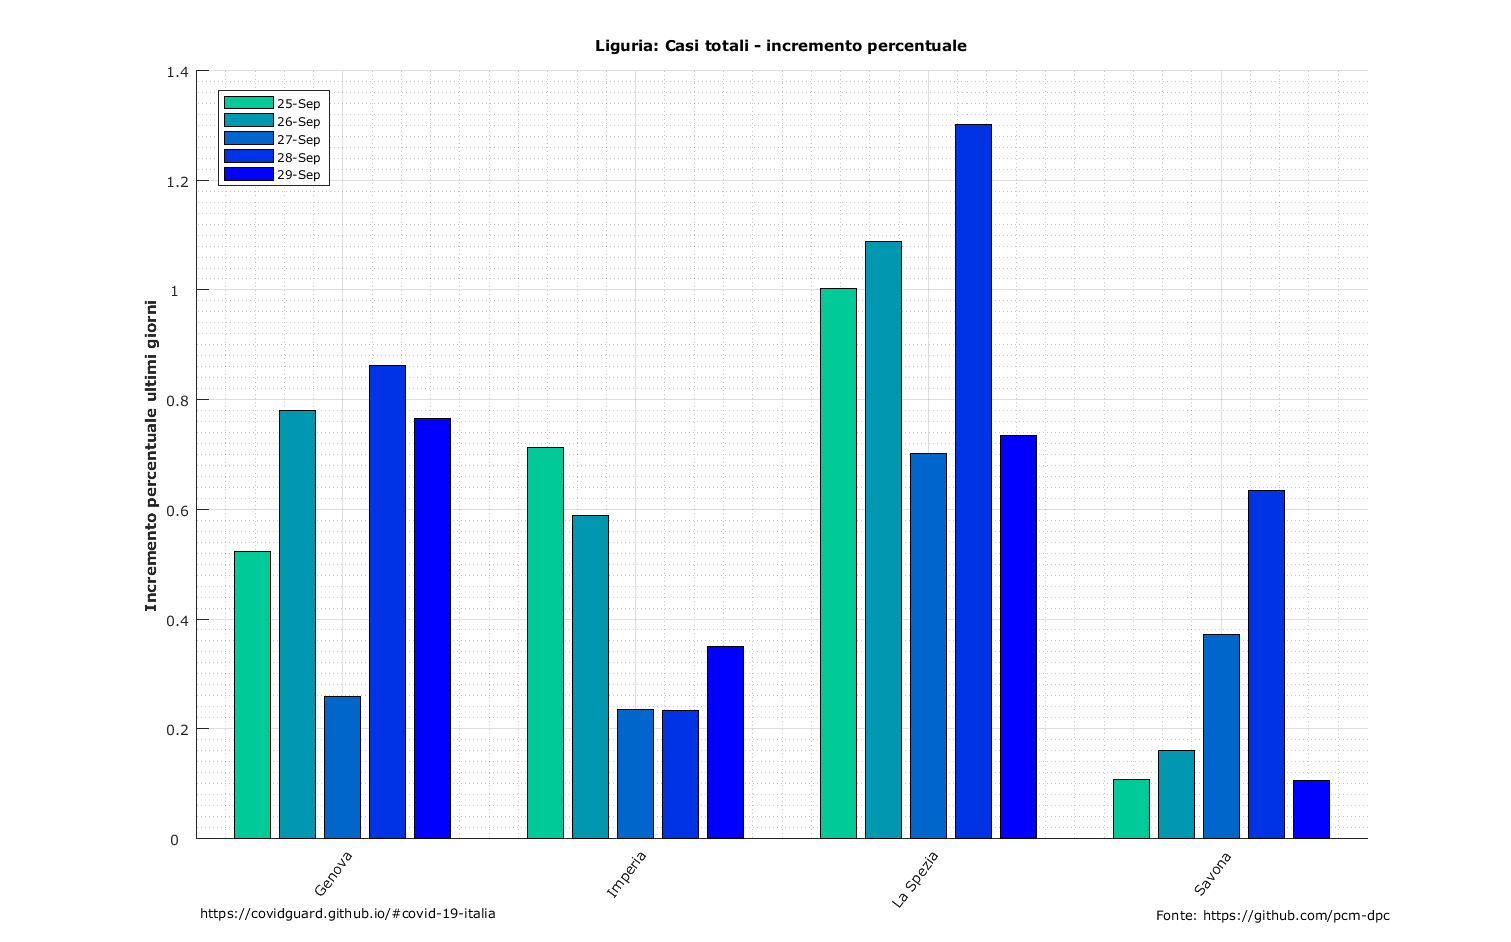 Liguria: Casi totali - incremento percentuale
1.4
1.2
1
0.8
0.6
0.4
0.2
0
25-Sep
26-Sep
27-Sep
28-Sep
29-Sep
Incremento percentuale ultimi giorni
Genova
Imperia
La Spezia
Savona
https://covidguard.github.io/#covid-19-italia
Fonte: https://github.com/pcm-dpc